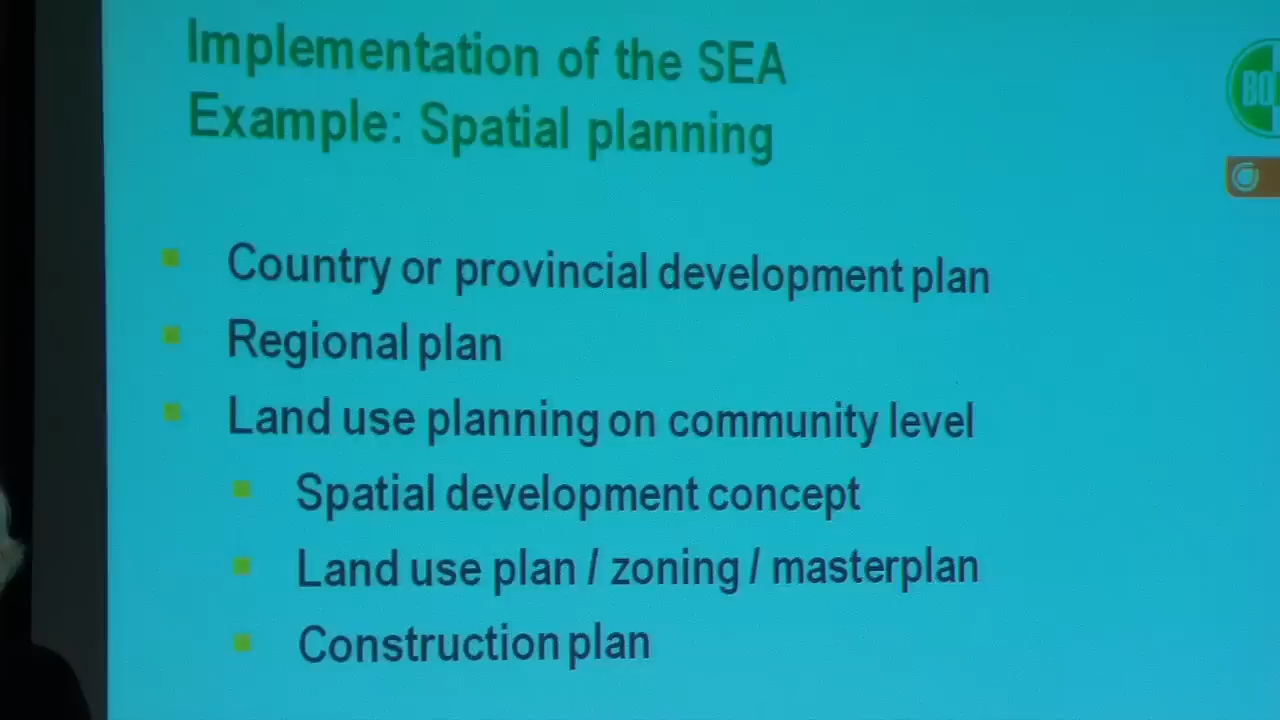 Implementation of the SEA
Example: Spatial planning
Country or provincial development plan
Regional plan
Land use planning on community level
Spatial development concept
Land use plan / zoning / masterplan
Construction plan